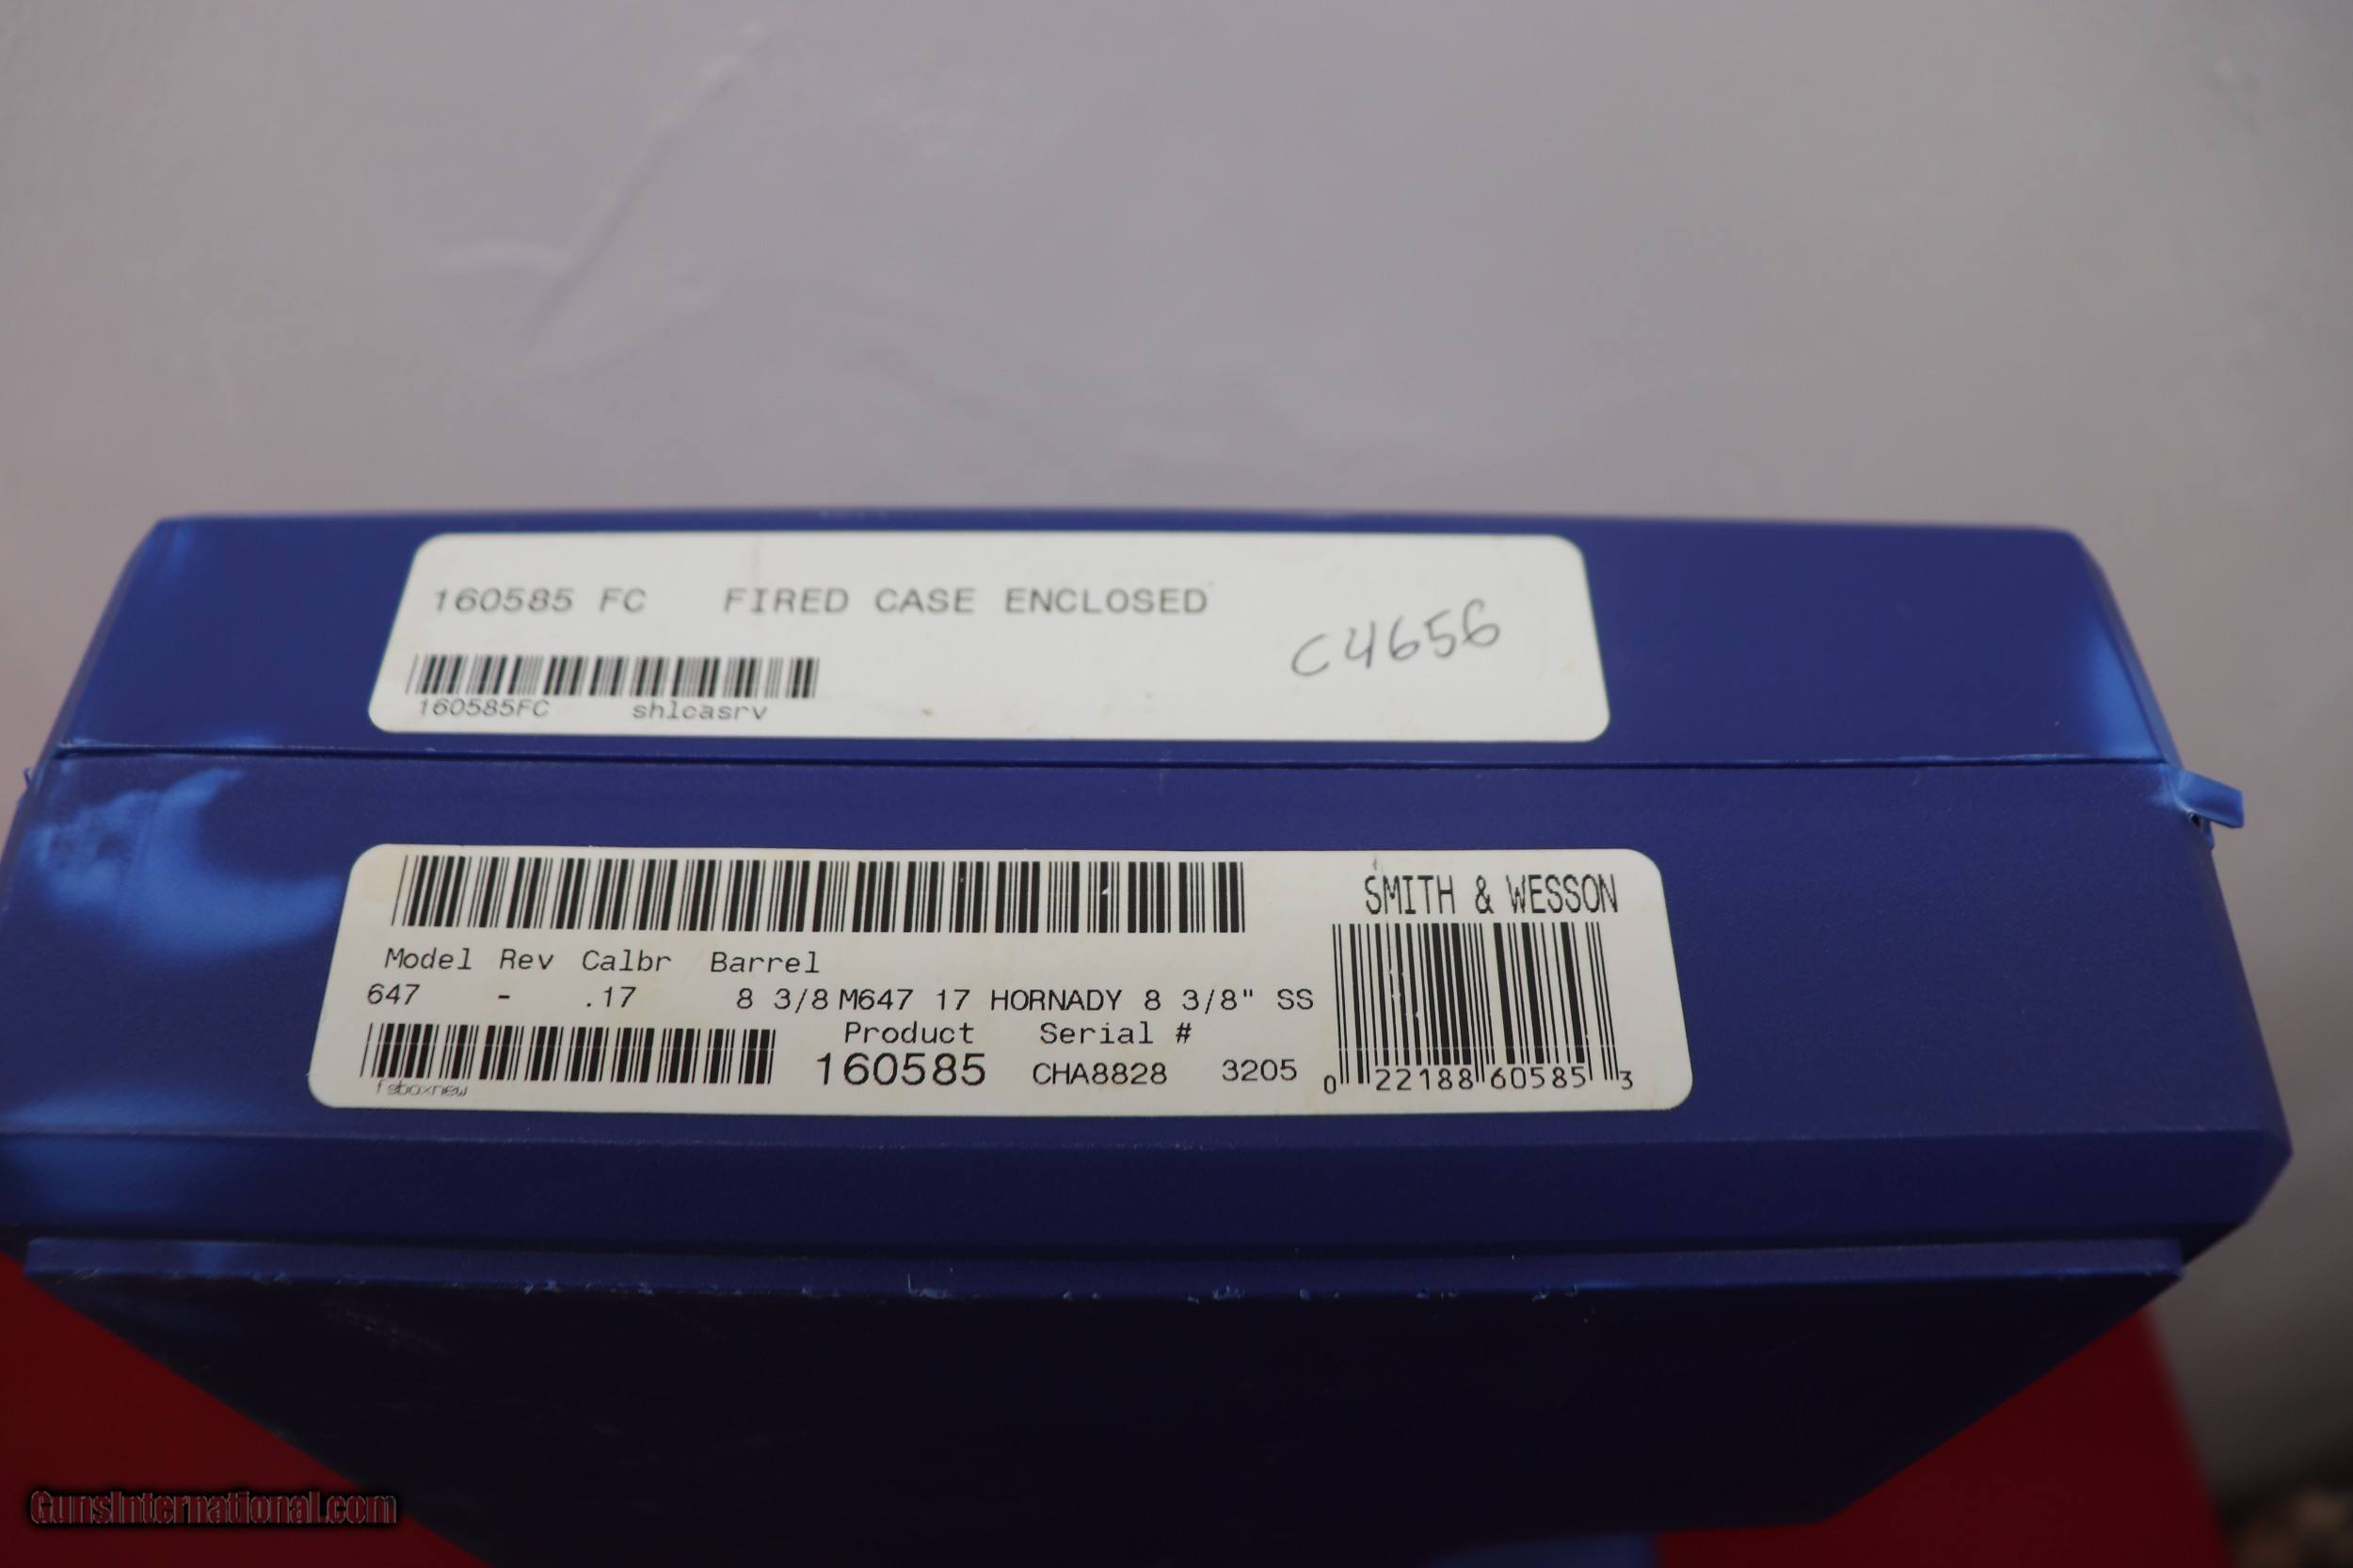 160585 FC FIRED CASE ENCLOSED
C4656
160585FC shlcasrv
SMITH & WESSON
Model Rev Calbr Barrel
647 - .17 8 3/8 M647 17 HORNADY 8 3/8" SS
Product Serial #
160585 CHA8828 3205
0 22188 60585 3
fsboxnew
GunsInternational.com